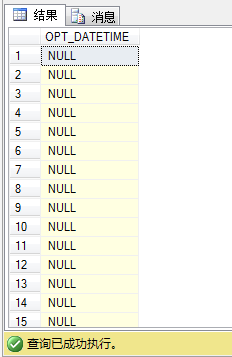 结果 消息
OPT_DATETIME
1 NULL
2 NULL
3 NULL
4 NULL
5 NULL
6 NULL
7 NULL
8 NULL
9 NULL
10 NULL
11 NULL
12 NULL
13 NULL
14 NULL
15 NULL
查询已成功执行。